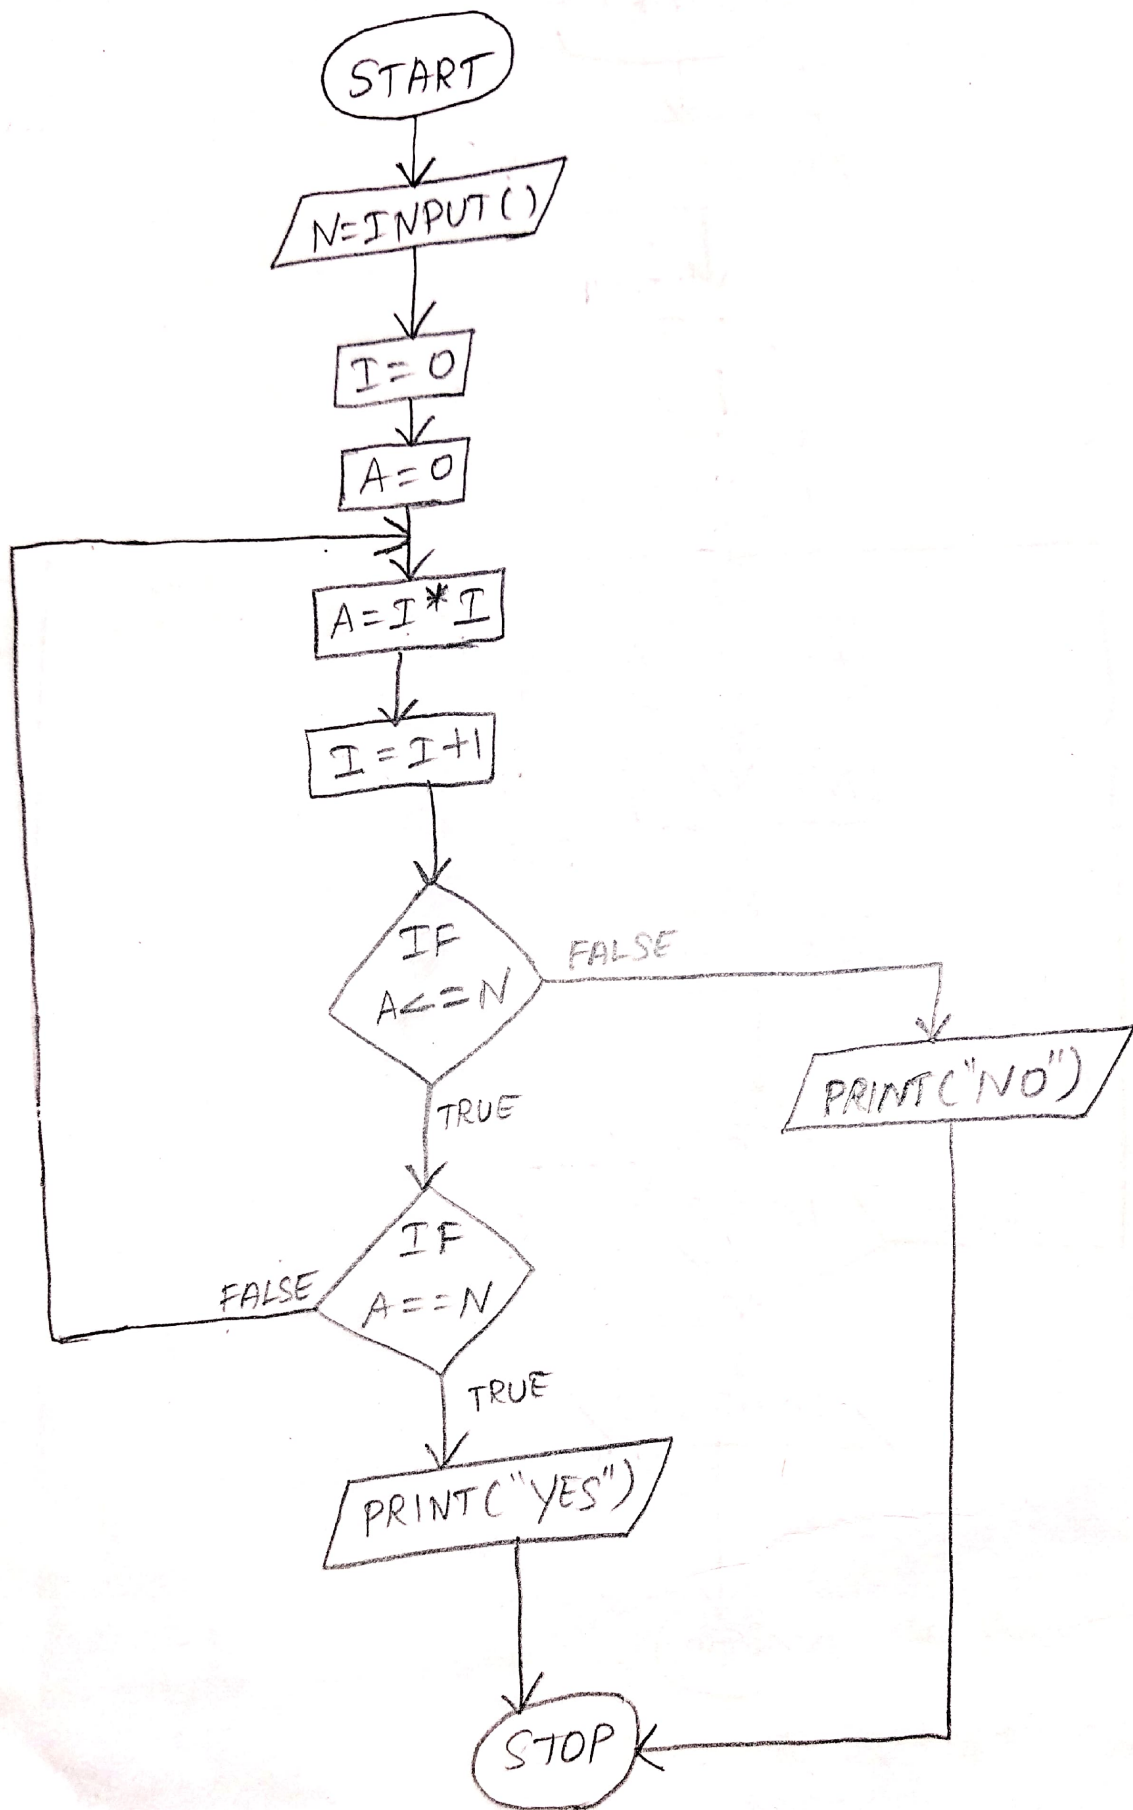 START
N=INPUT()
I=0
A=0
A=I*I
I=I+1
IF
A<=N
FALSE
PRINT("NO")
TRUE
IF
A==N
FALSE
TRUE
PRINT("YES")
STOP